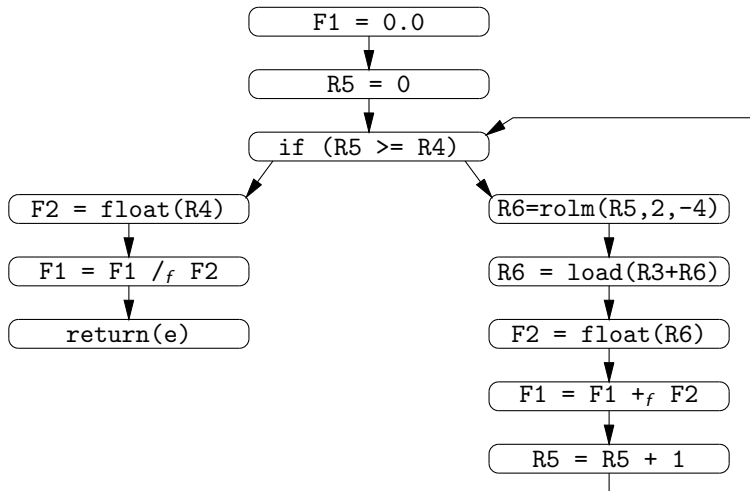 F1 = 0.0
R5 = 0
if (R5 >= R4)
F2 = float(R4)
F1 = F1 /f F2
return(e)
R6=rolm(R5,2,-4)
R6 = load(R3+R6)
F2 = float(R6)
F1 = F1 +f F2
R5 = R5 + 1